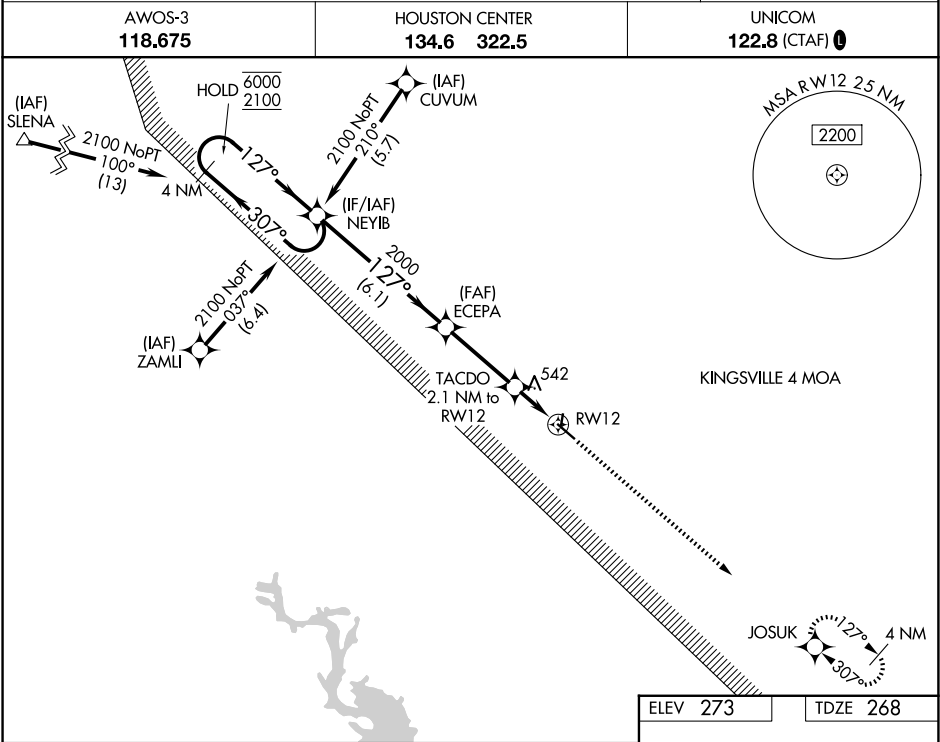 AWOS-3
118.675
HOUSTON CENTER
134.6 322.5
UNICOM
122.8 (CTAF) L
(IAF)
SLENA
2100 NoPT
100°
(13)
HOLD 6000
2100
4 NM
127°
307°
(IAF)
CUVUM
2100 NoPT
210°
(5.7)
(IF/IAF)
NEYIB
MSA RW12 25 NM
2200
2100 NoPT
037°
(6.4)
(IAF)
ZAMLI
2000
127°
(6.1)
(FAF)
ECEPA
TACDO
2.1 NM to
RW12
542
RW12
KINGSVILLE 4 MOA
JOSUK
127°
307°
4 NM
ELEV 273
TDZE 268